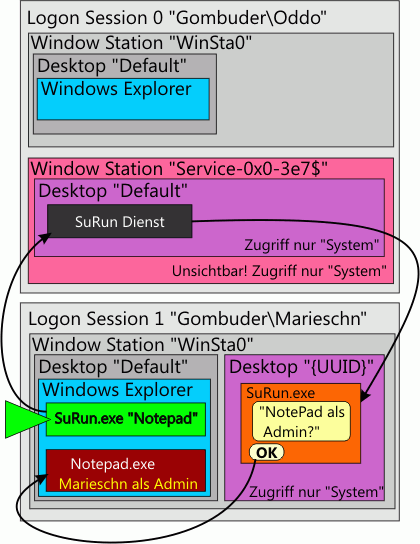 Logon Session 0 "Gombuder\Oddo"
Window Station "WinSta0"
Desktop "Default"
Windows Explorer
Window Station "Service-0x0-3e7$"
Desktop "Default"
SuRun Dienst
Zugriff nur "System"
Unsichtbar! Zugriff nur "System"
Logon Session 1 "Gombuder\Marieschn"
Window Station "WinSta0"
Desktop "Default"
Windows Explorer
SuRun.exe "Notepad"
Notepad.exe
Marieschn als Admin
Desktop "{UUID}"
SuRun.exe
"NotePad als
Admin?"
OK
Zugriff nur "System"